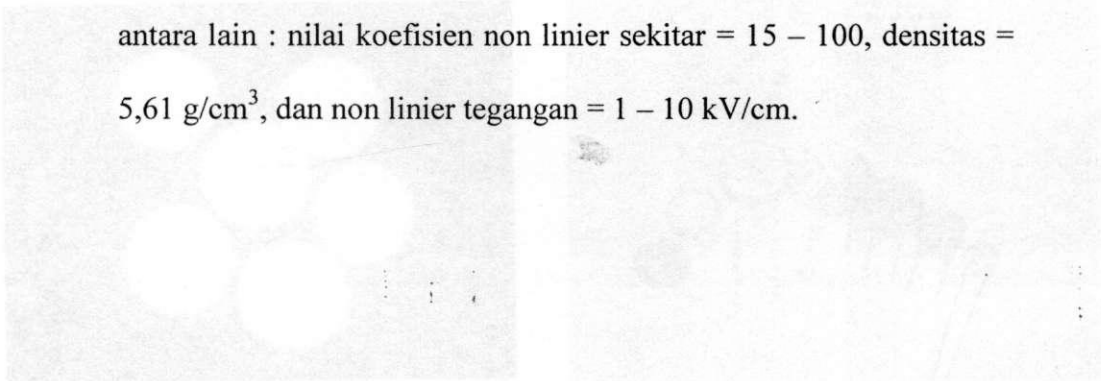 antara lain : nilai koefisien non linier sekitar = 15 – 100, densitas =
5,61 g/cm³, dan non linier tegangan = 1 – 10 kV/cm.